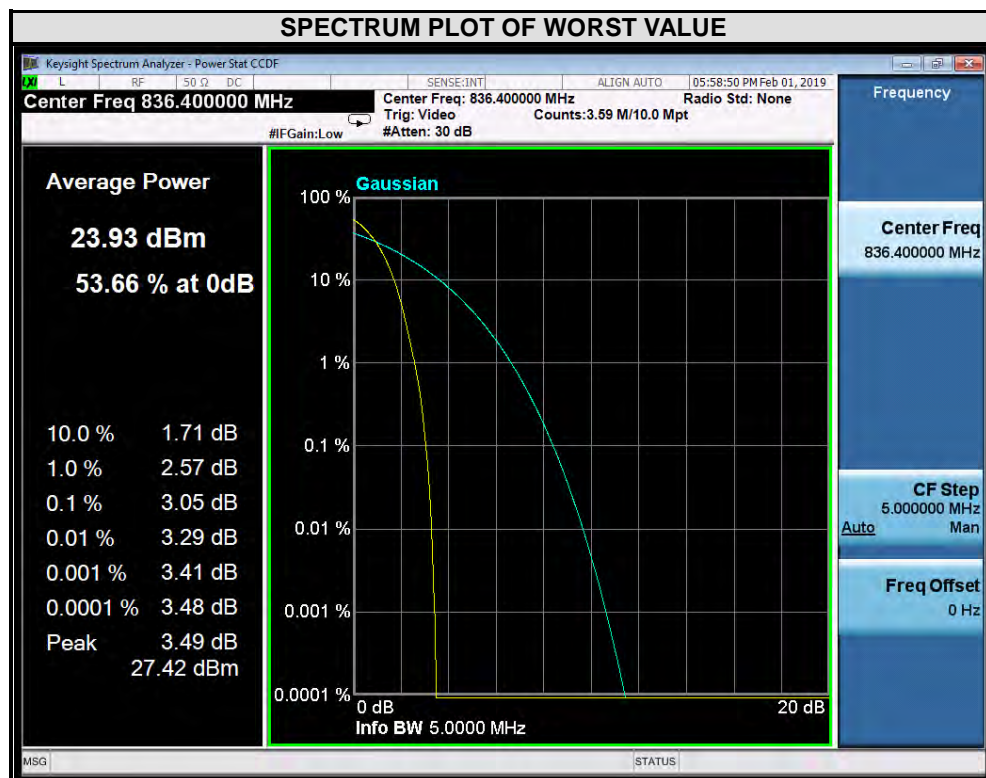 SPECTRUM PLOT OF WORST VALUE
Keysight Spectrum Analyzer - Power Stat CCDF
LXI L RF 50 Ω DC SENSE:INT ALIGN AUTO 05:58:50 PM Feb 01, 2019
Center Freq 836.400000 MHz
Center Freq: 836.400000 MHz Radio Std: None
Trig: Video Counts:3.59 M/10.0 Mpt
#IFGain:Low #Atten: 30 dB
Average Power
23.93 dBm
53.66 % at 0dB
10.0 % 1.71 dB
1.0 % 2.57 dB
0.1 % 3.05 dB
0.01 % 3.29 dB
0.001 % 3.41 dB
0.0001 % 3.48 dB
Peak 3.49 dB
27.42 dBm
Gaussian
100 %
10 %
1 %
0.1 %
0.01 %
0.001 %
0.0001 %
0 dB 20 dB
Info BW 5.0000 MHz
Frequency
Center Freq
836.400000 MHz
CF Step
5.000000 MHz
Auto Man
Freq Offset
0 Hz
MSG STATUS